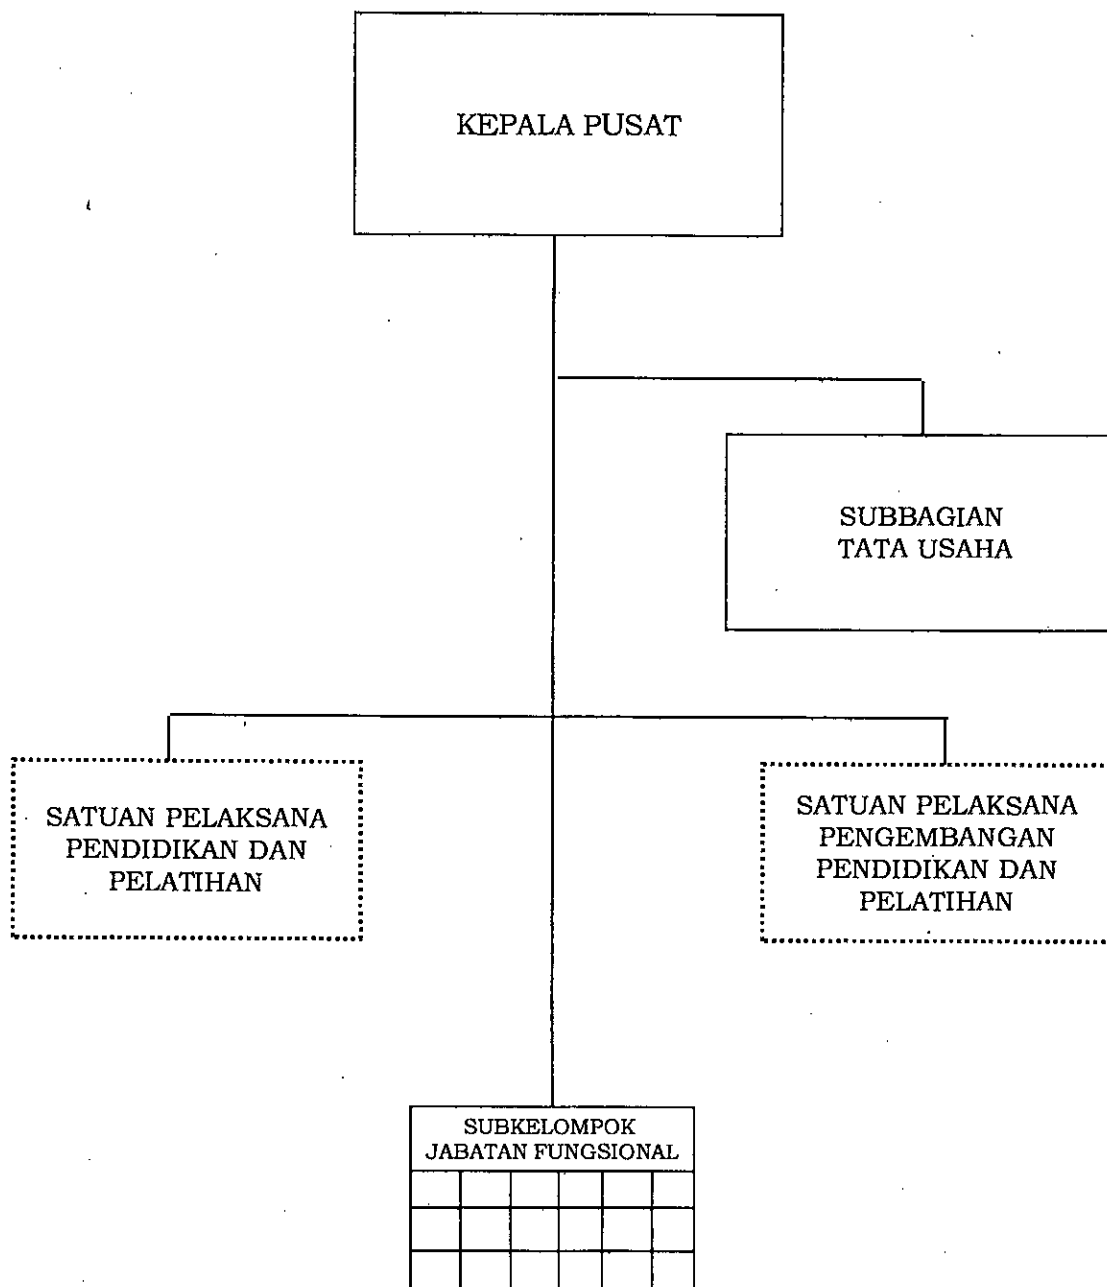 KEPALA PUSAT
SUBBAGIAN
TATA USAHA
SATUAN PELAKSANA
PENDIDIKAN DAN
PELATIHAN
SATUAN PELAKSANA
PENGEMBANGAN
PENDIDIKAN DAN
PELATIHAN
SUBKELOMPOK
JABATAN FUNGSIONAL